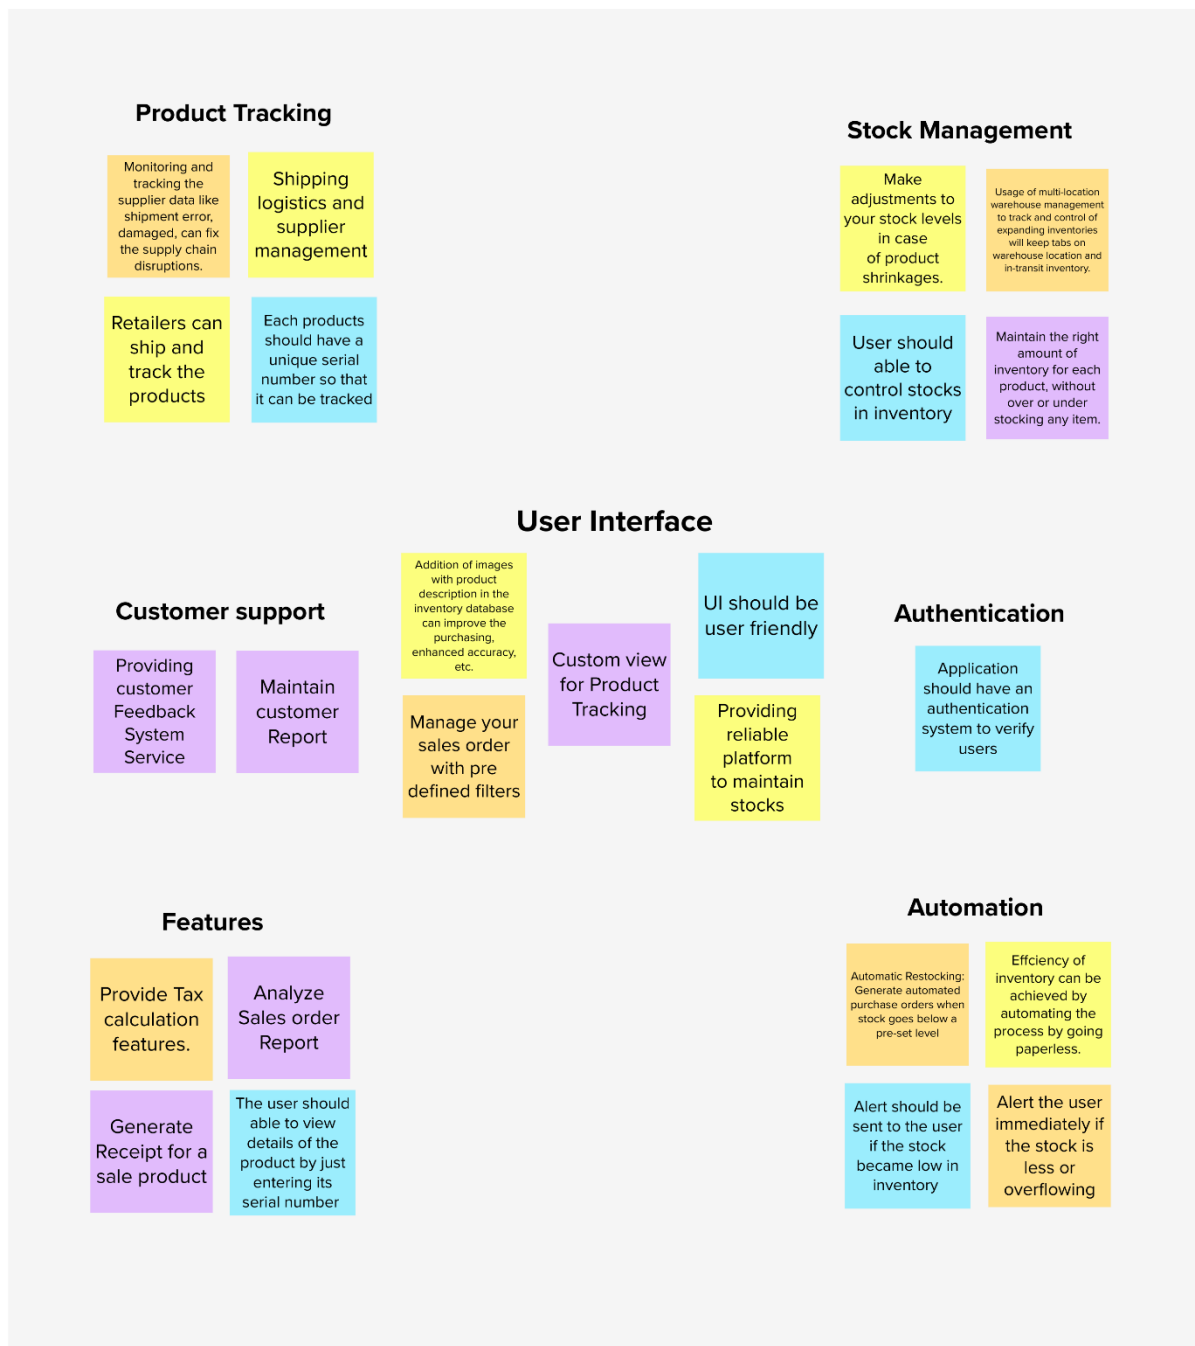 Product Tracking
Monitoring and
tracking the
supplier data like
shipment error,
damaged, can fix
the supply chain
disruptions.
Shipping
logistics and
supplier
management
Retailers can
ship and
track the
products
Each products
should have a
unique serial
number so that
it can be tracked
Stock Management
Make
adjustments to
your stock levels
in case
of product
shrinkages.
Usage of multi-location
warehouse management
to track and control of
expanding inventories
will keep tabs on
warehouse location and
in-transit inventory.
User should
able to
control stocks
in inventory
Maintain the right
amount of
inventory for each
product, without
over or under
stocking any item.
User Interface
Addition of images
with product
description in the
inventory database
can improve the
purchasing,
enhanced accuracy,
etc.
Custom view
for Product
Tracking
UI should be
user friendly
Manage your
sales order
with pre
defined filters
Providing
reliable
platform
to maintain
stocks
Customer support
Providing
customer
Feedback
System
Service
Maintain
customer
Report
Authentication
Application
should have an
authentication
system to verify
users
Features
Provide Tax
calculation
features.
Analyze
Sales order
Report
Generate
Receipt for a
sale product
The user should
able to view
details of the
product by just
entering its
serial number
Automation
Automatic Restocking:
Generate automated
purchase orders when
stock goes below a
pre-set level
Effciency of
inventory can be
achieved by
automating the
process by going
paperless.
Alert should be
sent to the user
if the stock
became low in
inventory
Alert the user
immediately if
the stock is
less or
overflowing